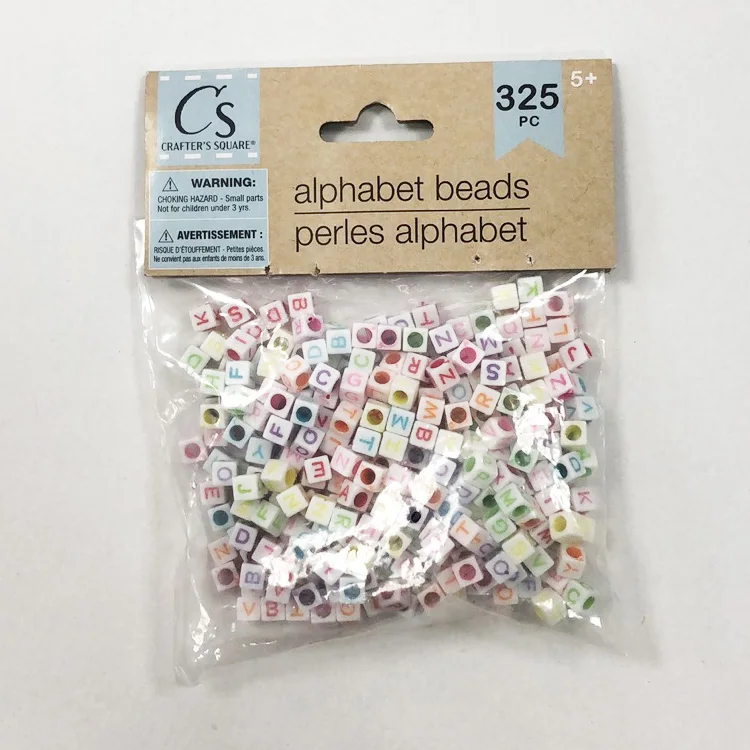 Cs
CRAFTER'S SQUARE®
325
PC
5+
⚠ WARNING:
CHOKING HAZARD - Small parts
Not for children under 3 yrs.
⚠ AVERTISSEMENT :
RISQUE D'ÉTOUFFEMENT - Petites pièces.
Ne convient pas aux enfants de moins de 3 ans.
alphabet beads
perles alphabet